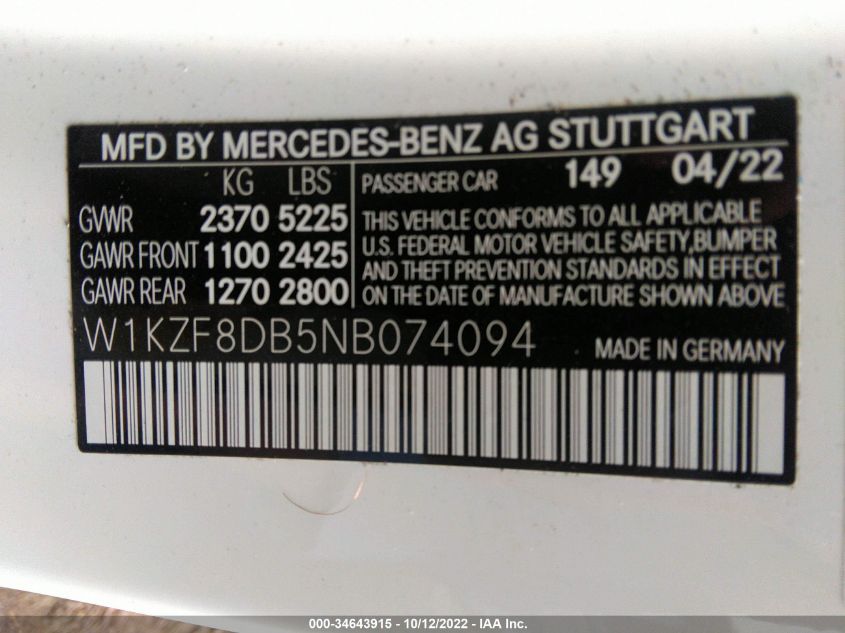 MFD BY MERCEDES-BENZ AG STUTTGART
KG LBS
GVWR 2370 5225
GAWR FRONT 1100 2425
GAWR REAR 1270 2800
PASSENGER CAR 149 04/22
THIS VEHICLE CONFORMS TO ALL APPLICABLE
U.S. FEDERAL MOTOR VEHICLE SAFETY,BUMPER
AND THEFT PREVENTION STANDARDS IN EFFECT
ON THE DATE OF MANUFACTURE SHOWN ABOVE
W1KZF8DB5NB074094 MADE IN GERMANY
000-34643915 - 10/12/2022 - IAA Inc.